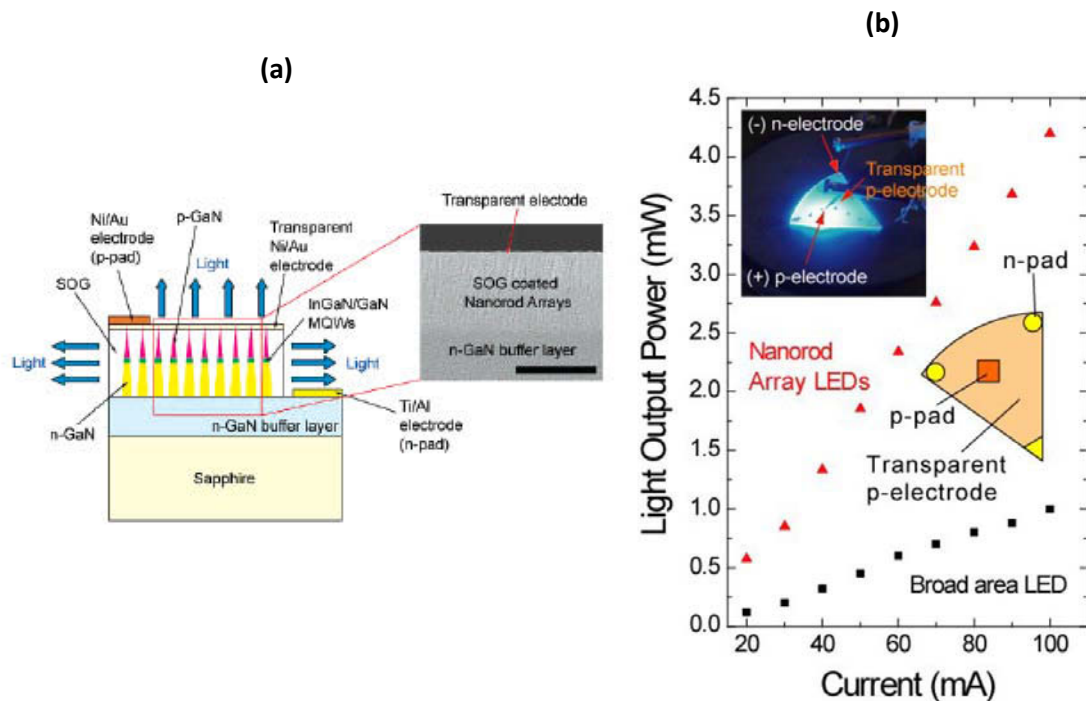 (a)
Ni/Au
electrode
(p-pad)
p-GaN
Light
Transparent
Ni/Au
electrode
SOG
InGaN/GaN
MQWs
Light
Light
n-GaN
n-GaN buffer layer
Ti/Al
electrode
(n-pad)
Sapphire
Transparent electode
SOG coated
Nanorod Arrays
n-GaN buffer layer
(b)
Light Output Power (mW)
4.5
4.0
3.5
3.0
2.5
2.0
1.5
1.0
0.5
0.0
(-) n-electrode
Transparent
p-electrode
(+) p-electrode
n-pad
Nanorod
Array LEDs
p-pad
Transparent
p-electrode
Broad area LED
20 40 60 80 100
Current (mA)